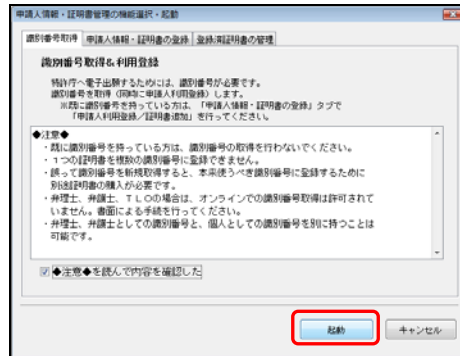 申請人情報・証明書管理の機能選択・起動
識別番号取得 申請人情報・証明書の登録 登録済証明書の管理
識別番号取得&利用登録
特許庁へ電子出願するためには、識別番号が必要です。
識別番号を取得（同時に申請人利用登録）します。
※既に識別番号を持っている方は、「申請人情報・証明書の登録」タブで
「申請人利用登録／証明書追加」を行ってください。
◆注意◆
・既に識別番号を持っている方は、識別番号の取得を行わないでください。
・１つの証明書を複数の識別番号に登録できません。
・誤って識別番号を新規取得すると、本来使うべき識別番号に登録するために
別途証明書の購入が必要です。
・弁理士、弁護士、ＴＬＯの場合は、オンラインでの識別番号取得は許可されて
いません。書面による手続を行ってください。
・弁理士、弁護士としての識別番号と、個人としての識別番号を別に持つことは
可能です。
◆注意◆を読んで内容を確認した
起動 キャンセル